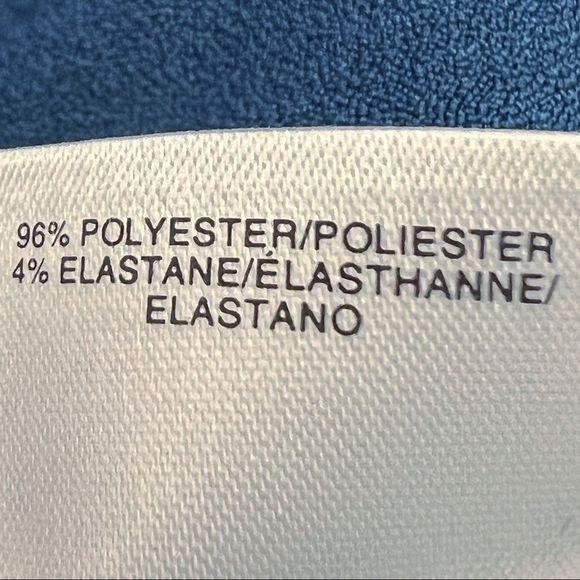 96% POLYESTER/POLIESTER
4% ELASTANE/ÉLASTHANNE/
ELASTANO